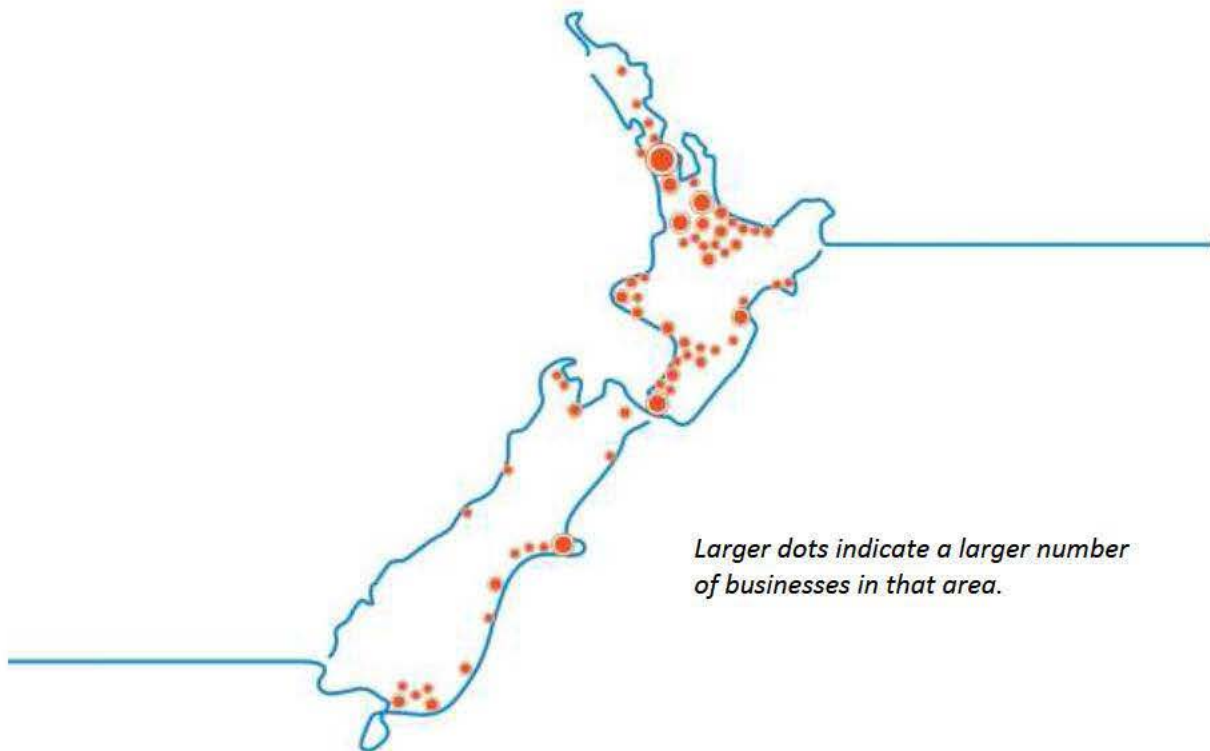 Larger dots indicate a larger number
of businesses in that area.